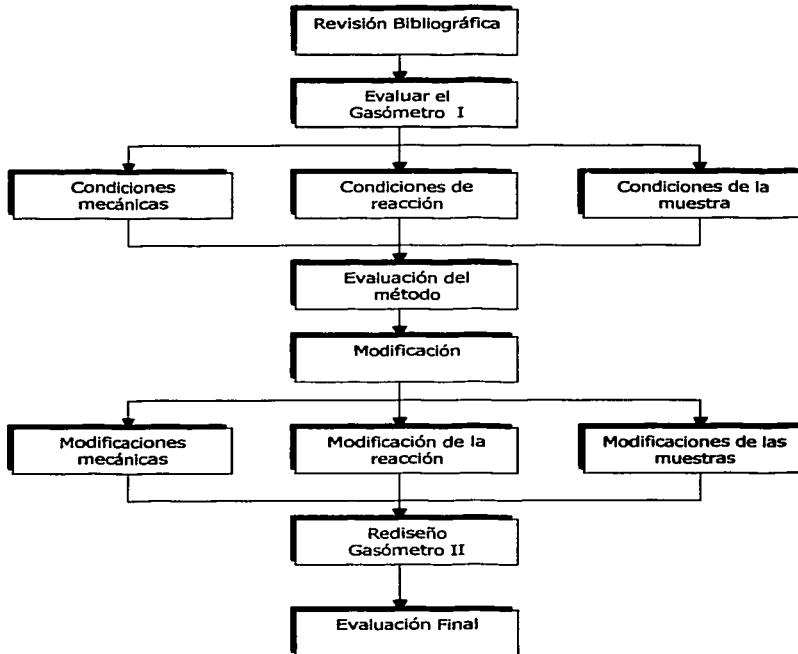 Revisión Bibliográfica
Evaluar el
Gasómetro I
Condiciones
mecánicas
Condiciones de
reacción
Condiciones de la
muestra
Evaluación del
método
Modificación
Modificaciones
mecánicas
Modificación de la
reacción
Modificaciones de las
muestras
Rediseño
Gasómetro II
Evaluación Final